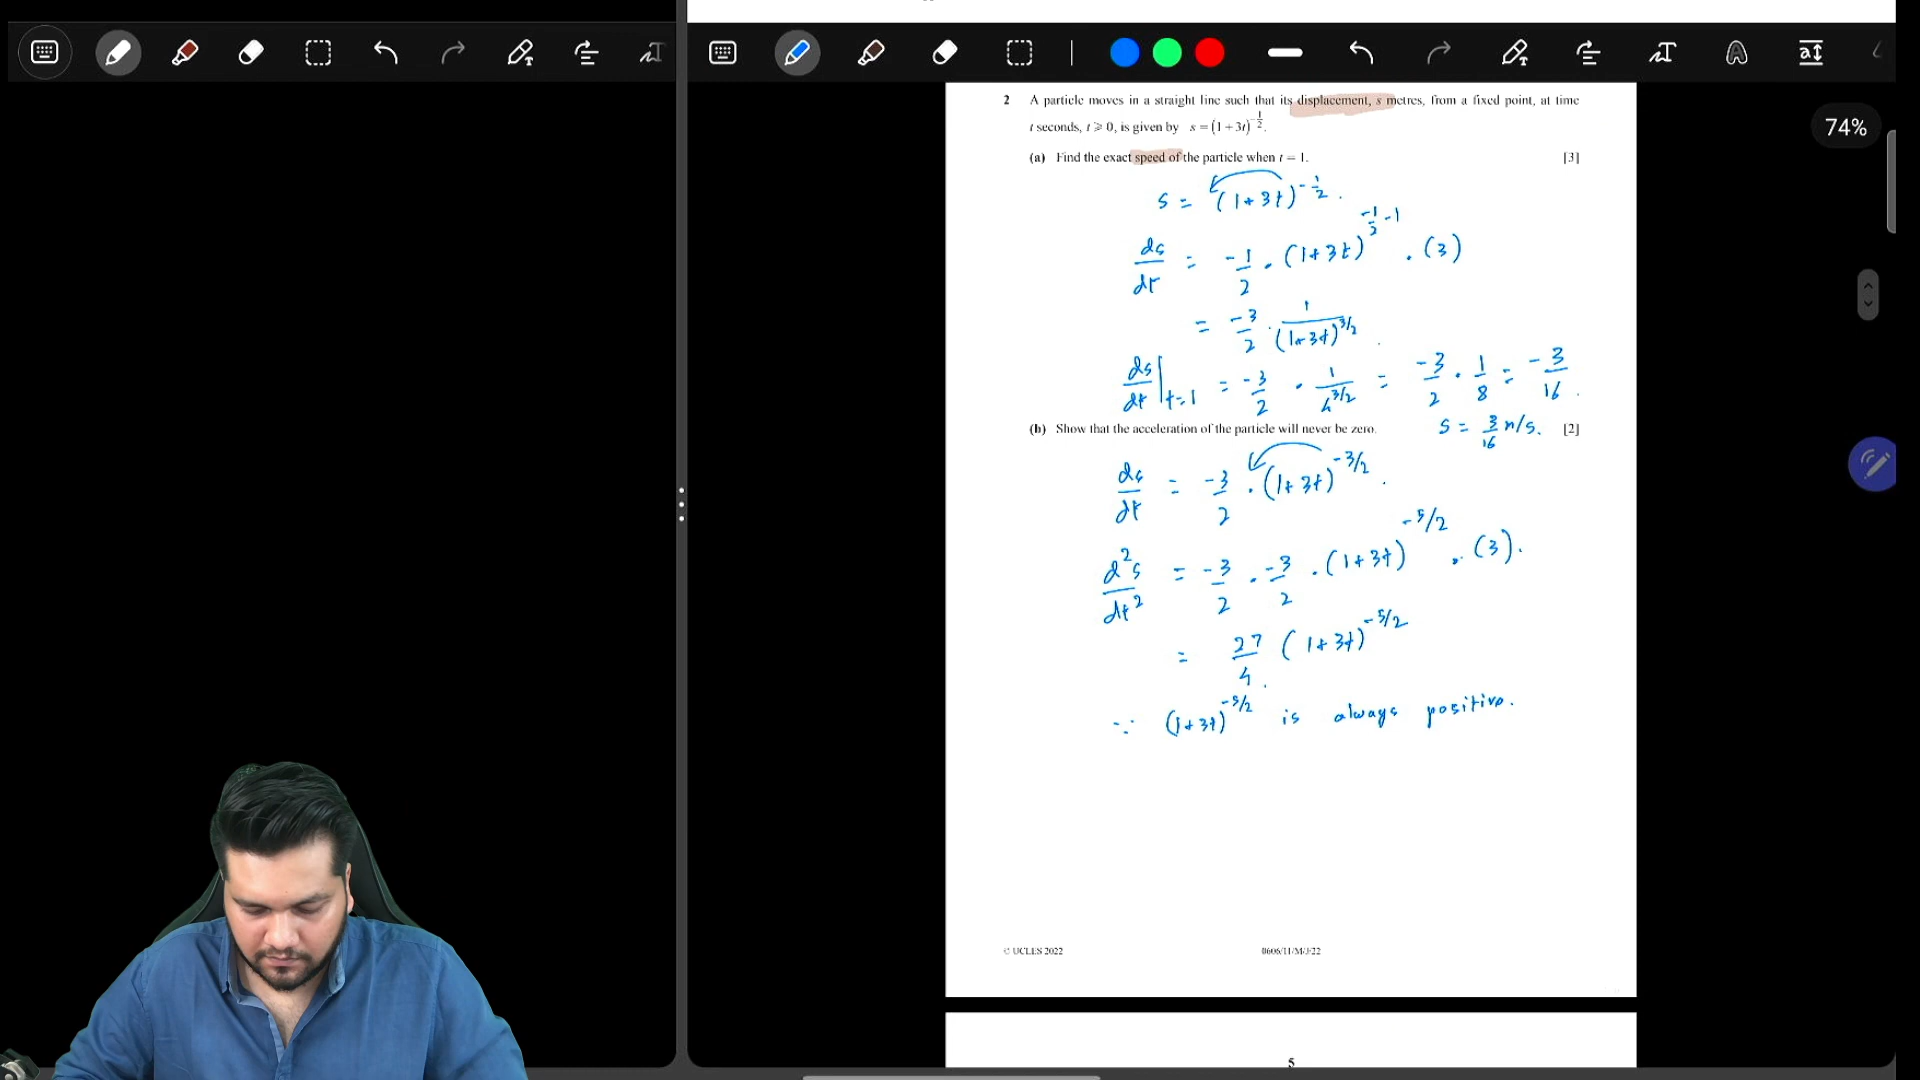 74%
2 A particle moves in a straight line such that its displacement, s metres, from a fixed point, at time
t seconds, t ⩾ 0, is given by s = (1 + 3t)^{-1/2}.
(a) Find the exact speed of the particle when t = 1. [3]
s = (1+3t)^{-1/2}.
ds/dt = -1/2 · (1+3t)^{-1/2 -1} · (3)
= -3/2 · 1/(1+3t)^{3/2}.
ds/dt|t=1 = -3/2 · 1/4^{3/2} = -3/2 · 1/8 = -3/16.
s = 3/16 m/s.
(b) Show that the acceleration of the particle will never be zero. [2]
ds/dt = -3/2 · (1+3t)^{-3/2}.
d²s/dt² = -3/2 · -3/2 · (1+3t)^{-5/2} · (3).
= 27/4 (1+3t)^{-5/2}.
∵ (1+3t)^{-5/2} is always positive.
© UCLES 2022 0606/11/M/J/22
5